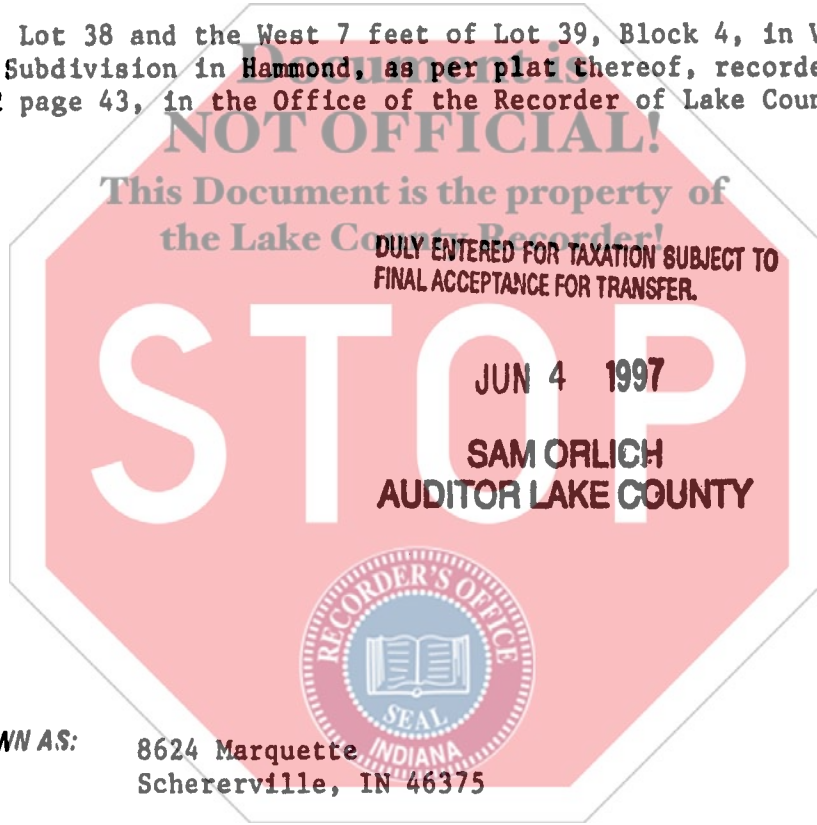 Lot 38 and the West 7 feet of Lot 39, Block 4, in
Subdivision in Hammond, as per plat thereof,
page 43, in the Office of the Recorder of Lake
Document is
NOT OFFICIAL!
This Document is the property of
the Lake County Recorder!
DULY ENTERED FOR TAXATION SUBJECT TO
FINAL ACCEPTANCE FOR TRANSFER.
STOP
JUN 4 1997
SAM ORLICH
AUDITOR LAKE COUNTY
RECORDER'S OFFICE
SEAL
INDIANA
AS:
8624 Marquette
Schererville, IN 46375